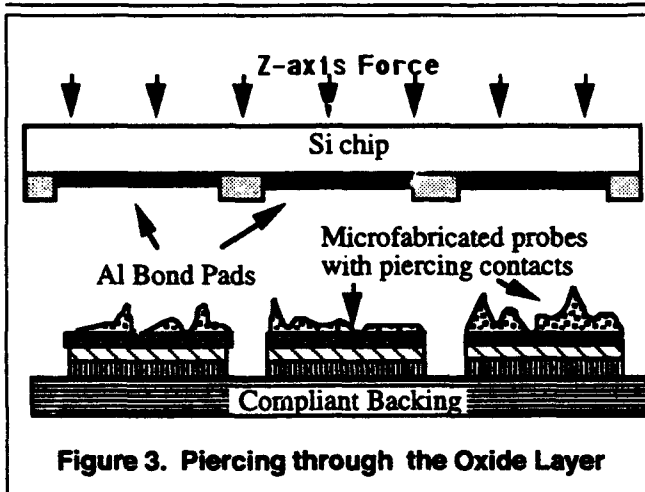 Z-axis Force
Si chip
Al Bond Pads
Microfabricated probes
with piercing contacts
Compliant Backing
Figure 3. Piercing through the Oxide Layer